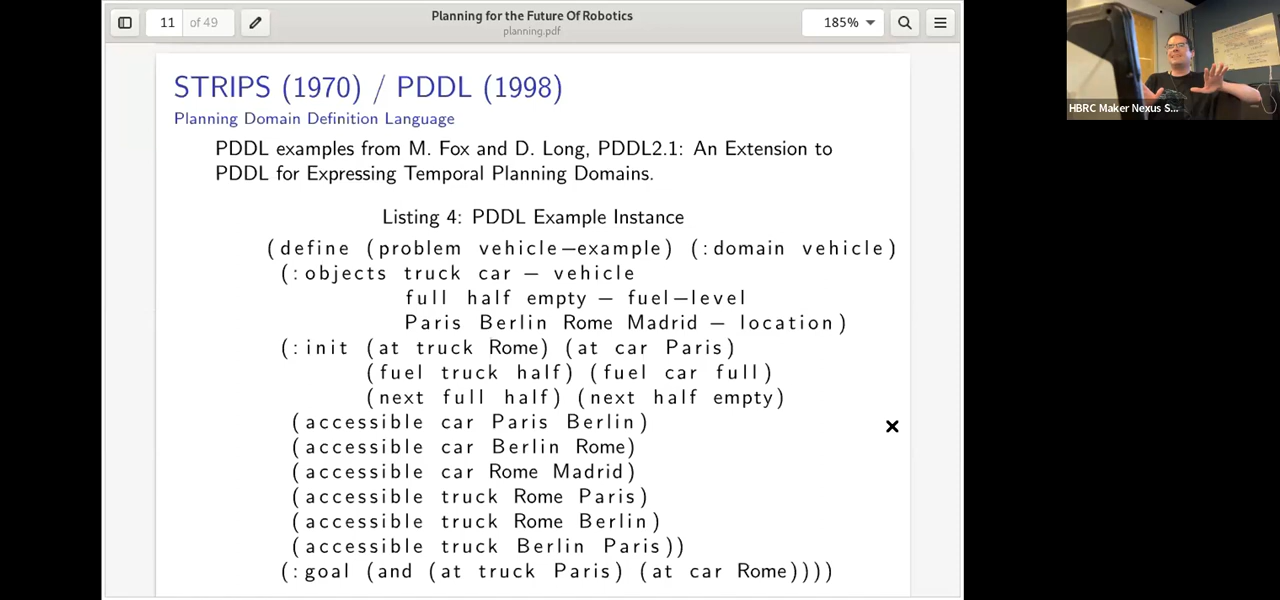 11 of 49
Planning for the Future Of Robotics
planning.pdf
185%
STRIPS (1970) / PDDL (1998)
Planning Domain Definition Language
PDDL examples from M. Fox and D. Long, PDDL2.1: An Extension to
PDDL for Expressing Temporal Planning Domains.
Listing 4: PDDL Example Instance
(define (problem vehicle−example) (:domain vehicle)
(:objects truck car − vehicle
full half empty − fuel−level
Paris Berlin Rome Madrid − location)
(:init (at truck Rome) (at car Paris)
(fuel truck half) (fuel car full)
(next full half) (next half empty)
(accessible car Paris Berlin)
(accessible car Berlin Rome)
(accessible car Rome Madrid)
(accessible truck Rome Paris)
(accessible truck Rome Berlin)
(accessible truck Berlin Paris))
(:goal (and (at truck Paris) (at car Rome))))
HBRC Maker Nexus S...